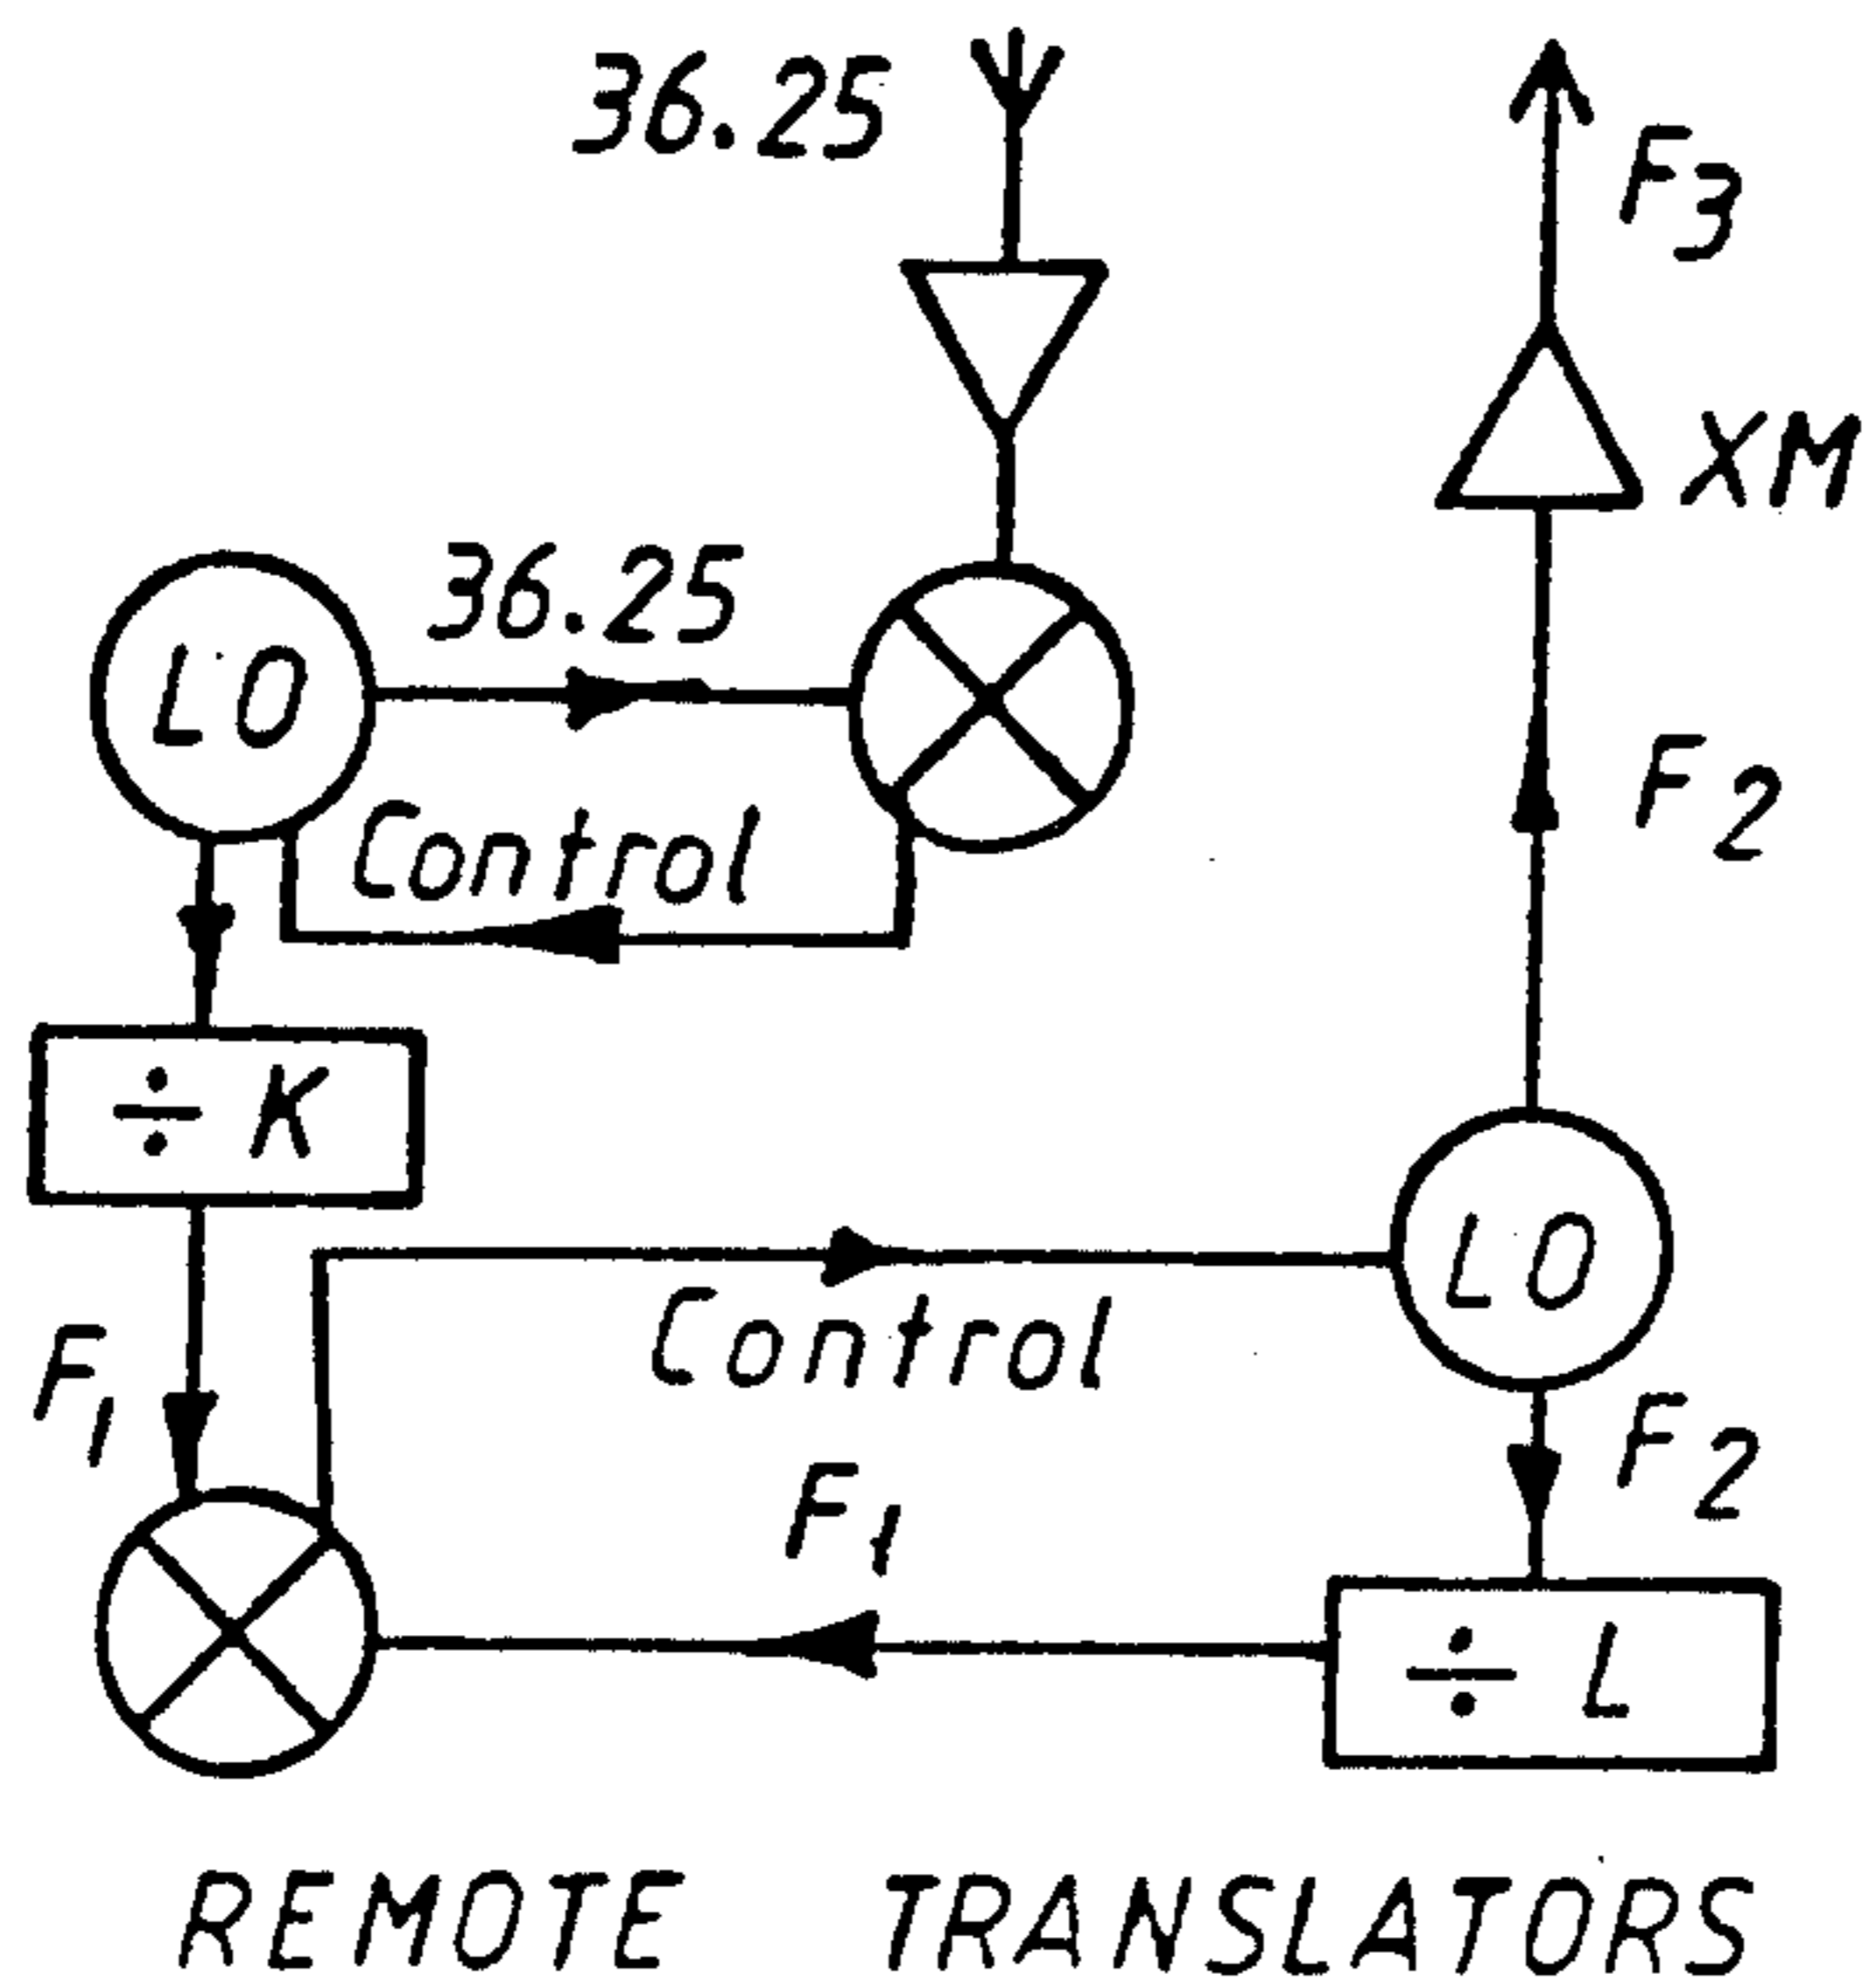 36.25
F3
XM
36.25
LO
F2
Control
÷ K
LO
Control
F1
F2
F1
÷ L
REMOTE TRANSLATORS